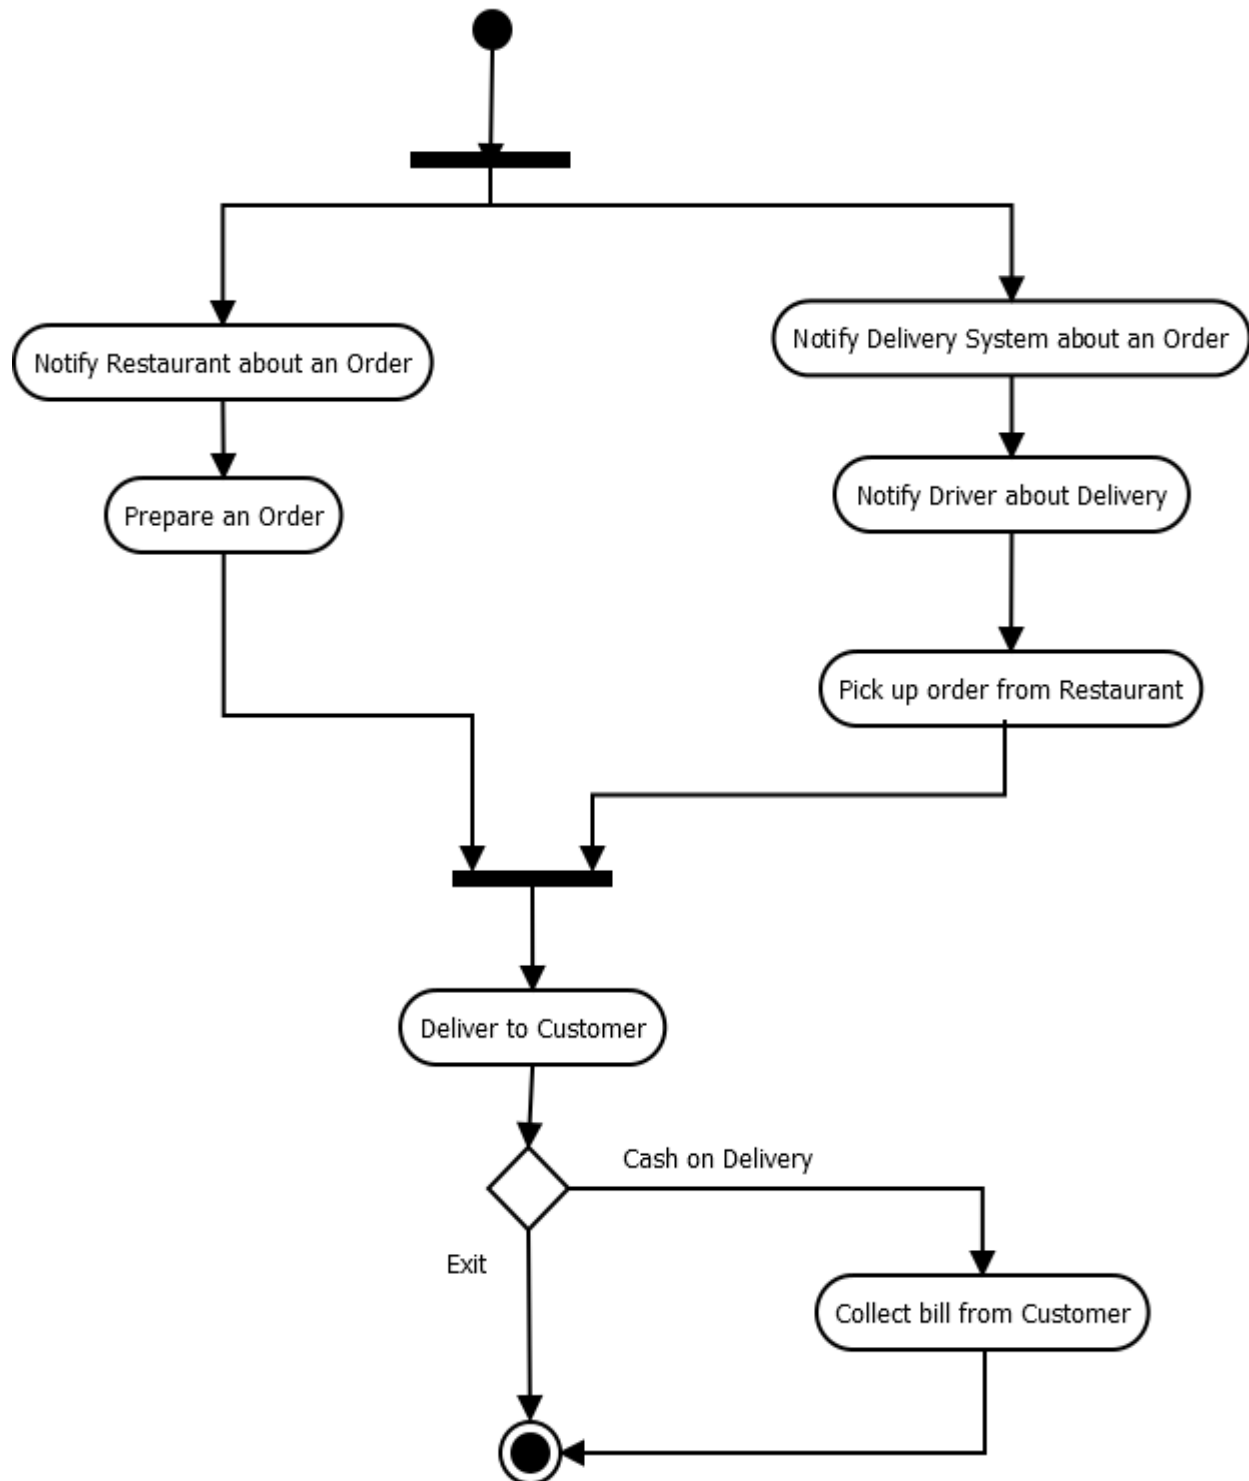 Notify Restaurant about an Order
Notify Delivery System about an Order
Prepare an Order
Notify Driver about Delivery
Pick up order from Restaurant
Deliver to Customer
Cash on Delivery
Exit
Collect bill from Customer